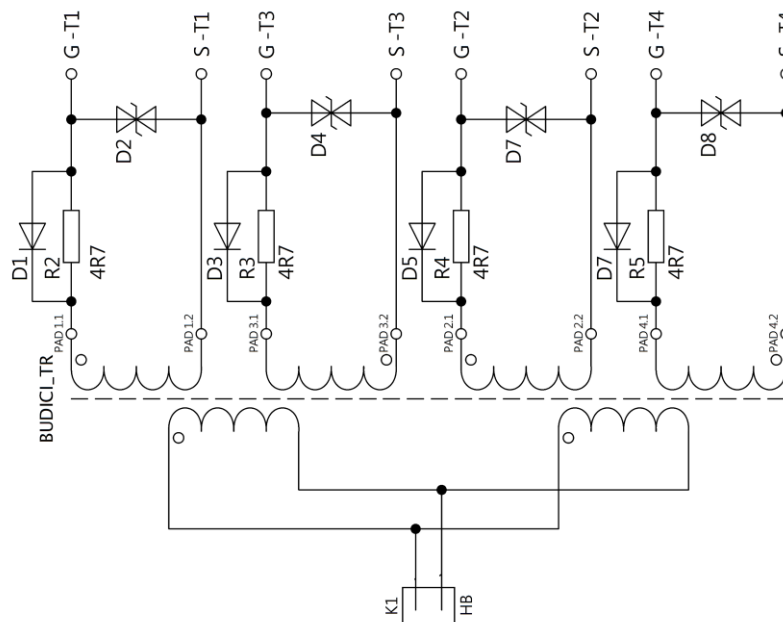 G -T1
S -T1
G -T3
S -T3
G -T2
S -T2
G -T4
S -T4
D2
D4
D7
D8
D1
R2
4R7
D3
R3
4R7
D5
R4
4R7
D7
R5
4R7
PAD 1.1
PAD 1.2
PAD 3.1
PAD 3.2
PAD 2.1
PAD 2.2
PAD 4.1
PAD 4.2
BUDICI_TR
K1
HB